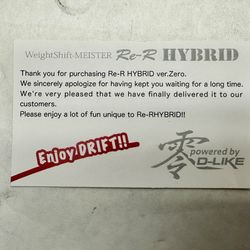 WeightShift-MEISTER Re-R HYBRID
Thank you for purchasing Re-R HYBRID ver.Zero.
We sincerely apologize for having kept you waiting for a long time.
We're very pleased that we have finally delivered it to our
customers.
Please enjoy a lot of fun unique to Re-RHYBRID!!
Enjoy DRIFT!!
零 powered by
D-LIKE